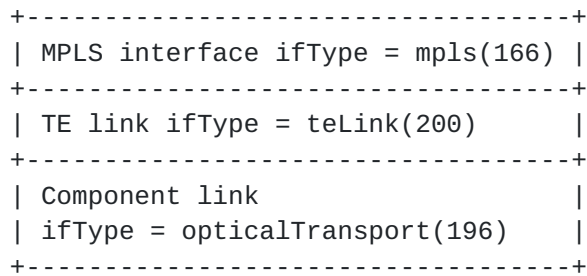 +-----------------------------------+
| MPLS interface ifType = mpls(166) |
+-----------------------------------+
| TE link ifType = teLink(200)      |
+-----------------------------------+
| Component link                    |
| ifType = opticalTransport(196)    |
+-----------------------------------+